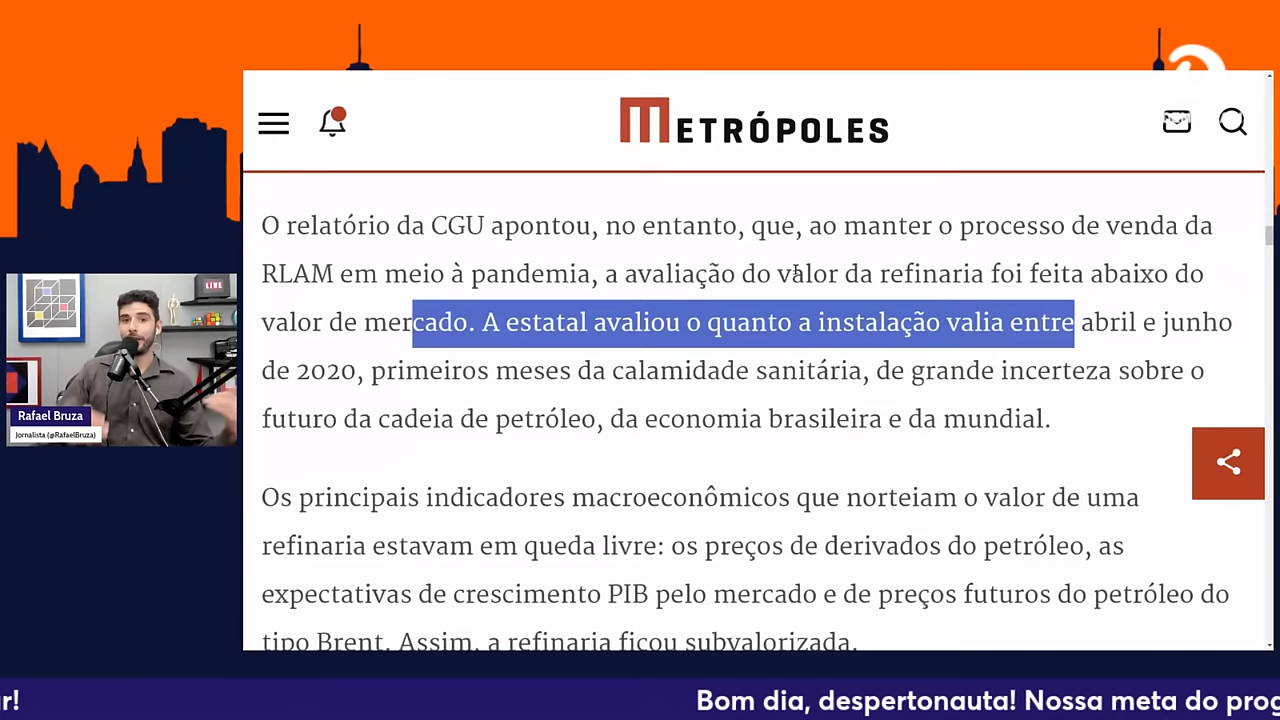 METRÓPOLES
O relatório da CGU apontou, no entanto, que, ao manter o processo de venda da
RLAM em meio à pandemia, a avaliação do valor da refinaria foi feita abaixo do
valor de mercado. A estatal avaliou o quanto a instalação valia entre abril e junho
de 2020, primeiros meses da calamidade sanitária, de grande incerteza sobre o
futuro da cadeia de petróleo, da economia brasileira e da mundial.
Os principais indicadores macroeconômicos que norteiam o valor de uma
refinaria estavam em queda livre: os preços de derivados do petróleo, as
expectativas de crescimento PIB pelo mercado e de preços futuros do petróleo do
tipo Brent. Assim, a refinaria ficou subvalorizada.
LIVE
Rafael Bruza
Jornalista (@RafaelBruza)
r! Bom dia, despertonauta! Nossa meta do prog